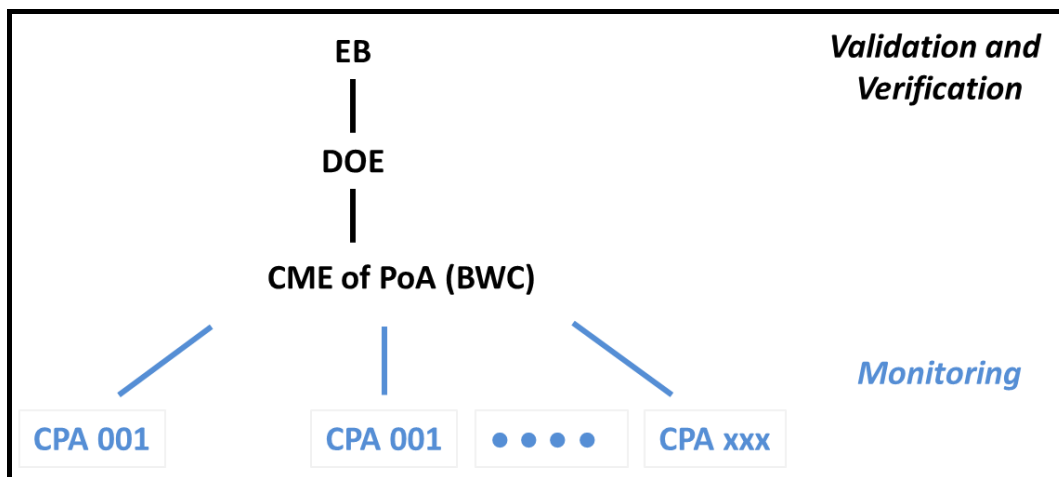 EB
Validation and
Verification
DOE
CME of PoA (BWC)
Monitoring
CPA 001
CPA 001
CPA xxx